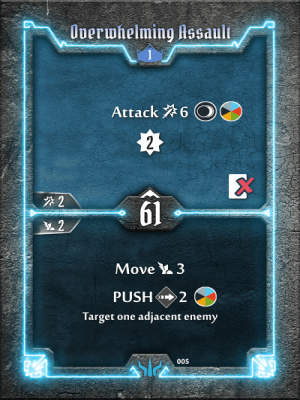 Overwhelming Assault
1
Attack 6
2
2
61
2
Move 3
PUSH 2
Target one adjacent enemy
005